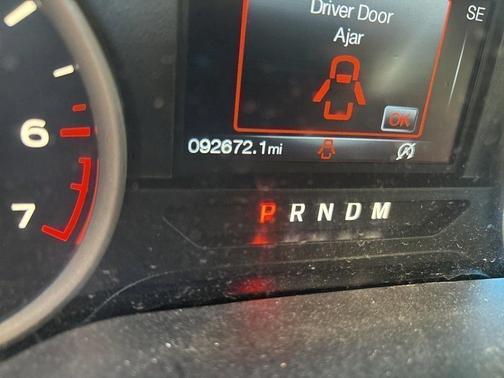 Driver Door
Ajar
SE
OK
092672.1mi
6
7
P R N D M